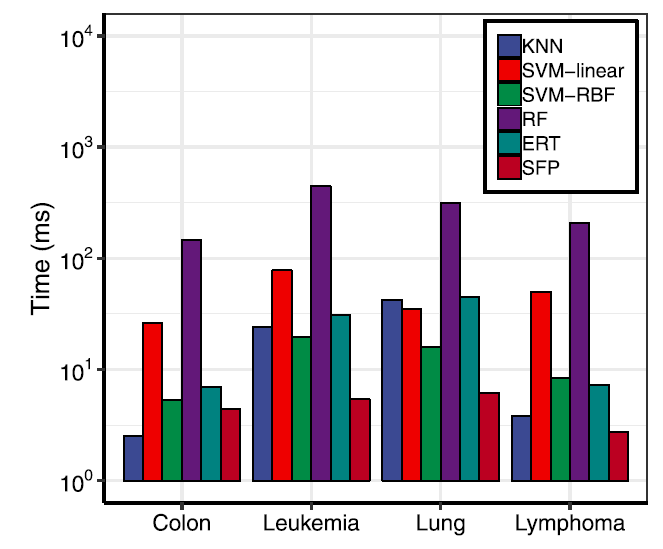 10⁴
10³
10²
10¹
10⁰
Time (ms)
KNN
SVM−linear
SVM−RBF
RF
ERT
SFP
Colon Leukemia Lung Lymphoma